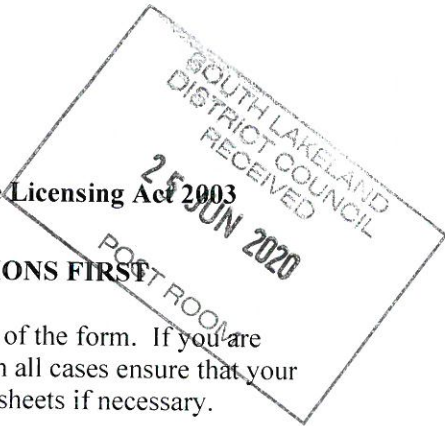 SOUTH LAKELAND
DISTRICT COUNCIL
RECEIVED
25 JUN 2020
POST ROOM
Licensing Act 2003
IONS FIRST
of the form. If you are
n all cases ensure that your
sheets if necessary.